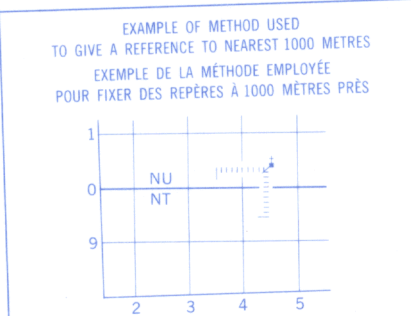 EXAMPLE OF METHOD USED
TO GIVE A REFERENCE TO NEAREST 1000 METRES
EXEMPLE DE LA MÉTHODE EMPLOYÉE
POUR FIXER DES REPÈRES À 1000 MÈTRES PRÈS
1
NU
0
NT
9
2 3 4 5